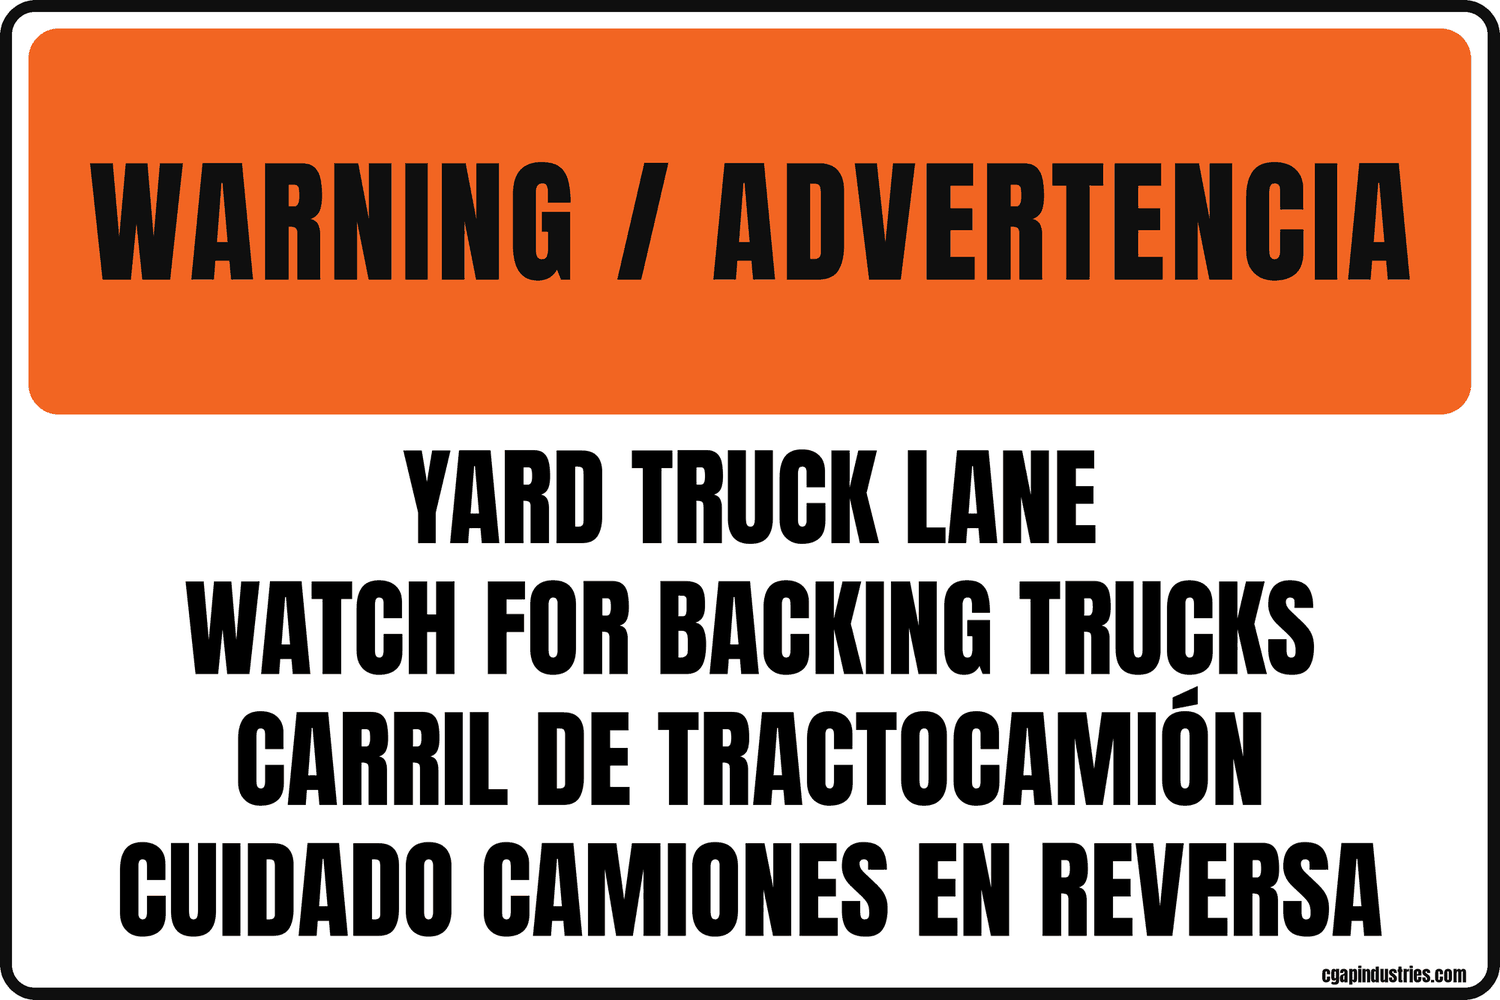 WARNING / ADVERTENCIA
YARD TRUCK LANE
WATCH FOR BACKING TRUCKS
CARRIL DE TRACTOCAMIÓN
CUIDADO CAMIONES EN REVERSA
cgapindustries.com